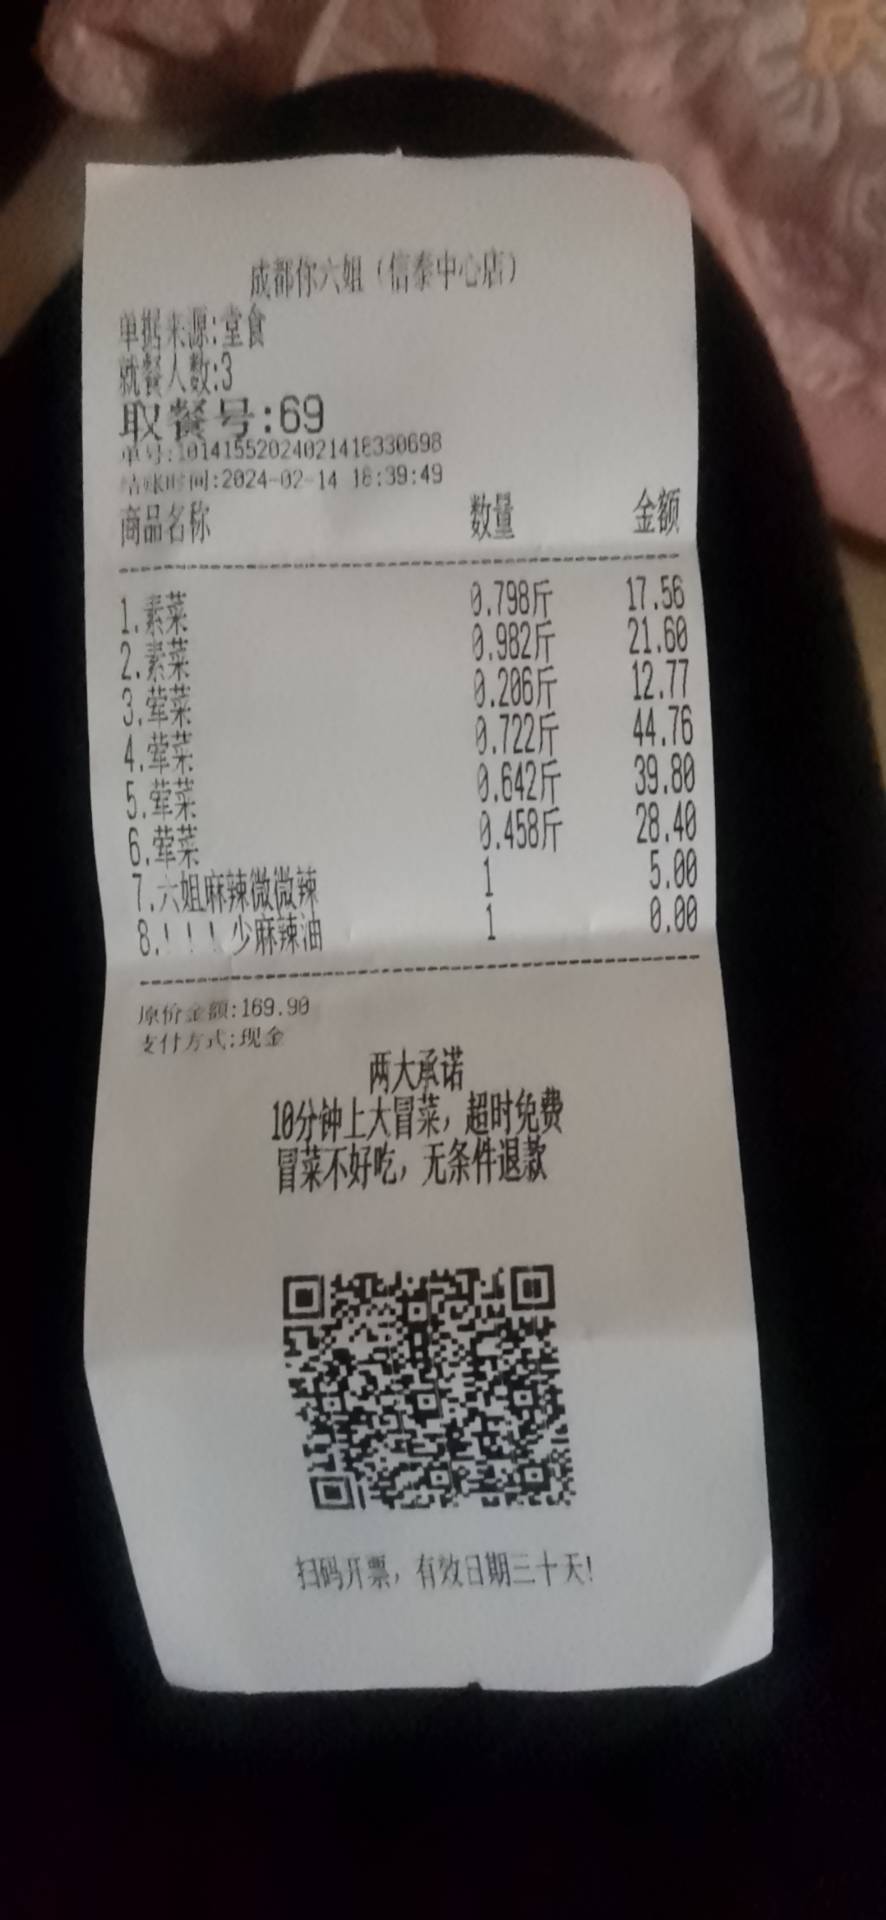 成都你六姐（信泰中心店）
单据来源:堂食
就餐人数:3
取餐号:69
单号:10141552024021418330698
结账时间:2024-02-14 18:39:49
商品名称 数量 金额
1.素菜 0.798斤 17.56
2.素菜 0.982斤 21.60
3.荤菜 0.206斤 12.77
4.荤菜 0.722斤 44.76
5.荤菜 0.642斤 39.80
6.荤菜 0.458斤 28.40
7.六姐麻辣微微辣 1 5.00
8.！！！少麻辣油 1 0.00
原价金额:169.90
支付方式:现金
两大承诺
10分钟上大冒菜，超时免费
冒菜不好吃，无条件退款
扫码开票，有效日期三十天!